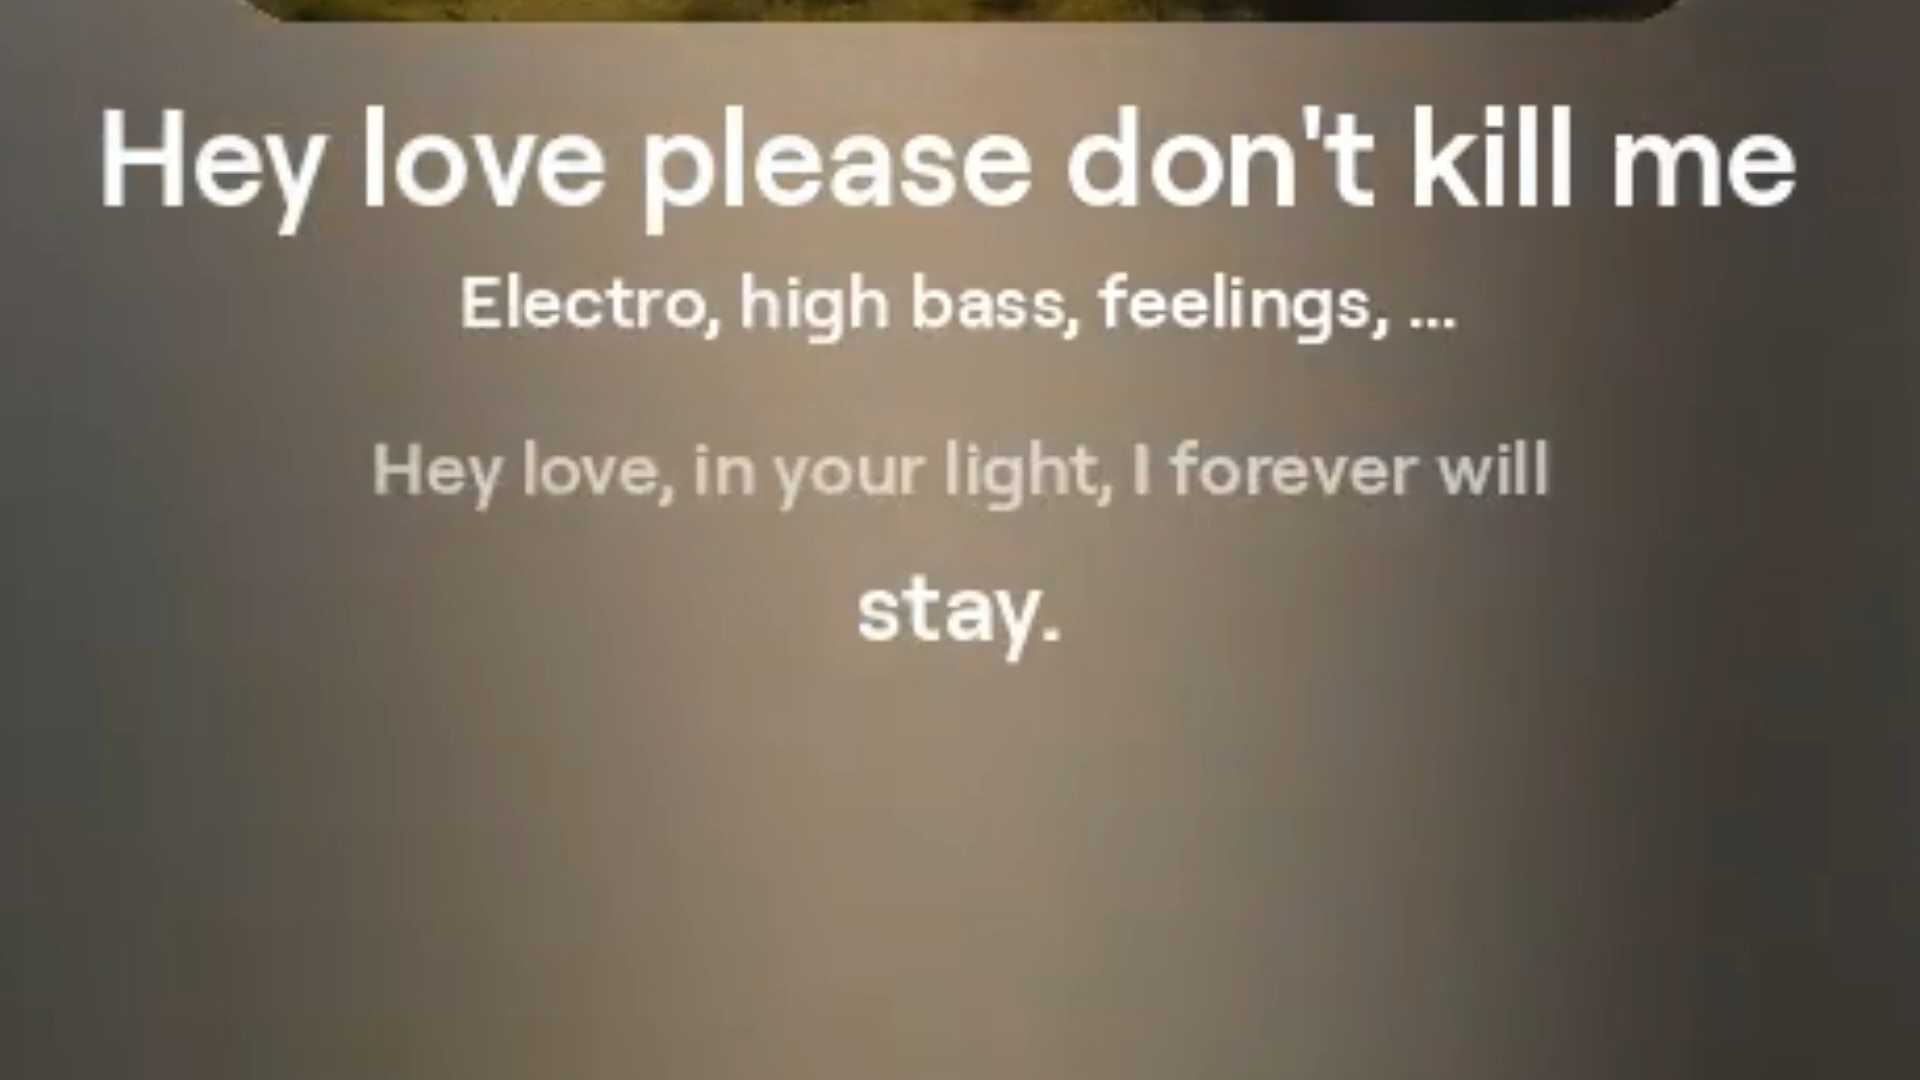 Hey love please don't kill me
Electro, high bass, feelings, ...
Hey love, in your light, I forever will
stay.